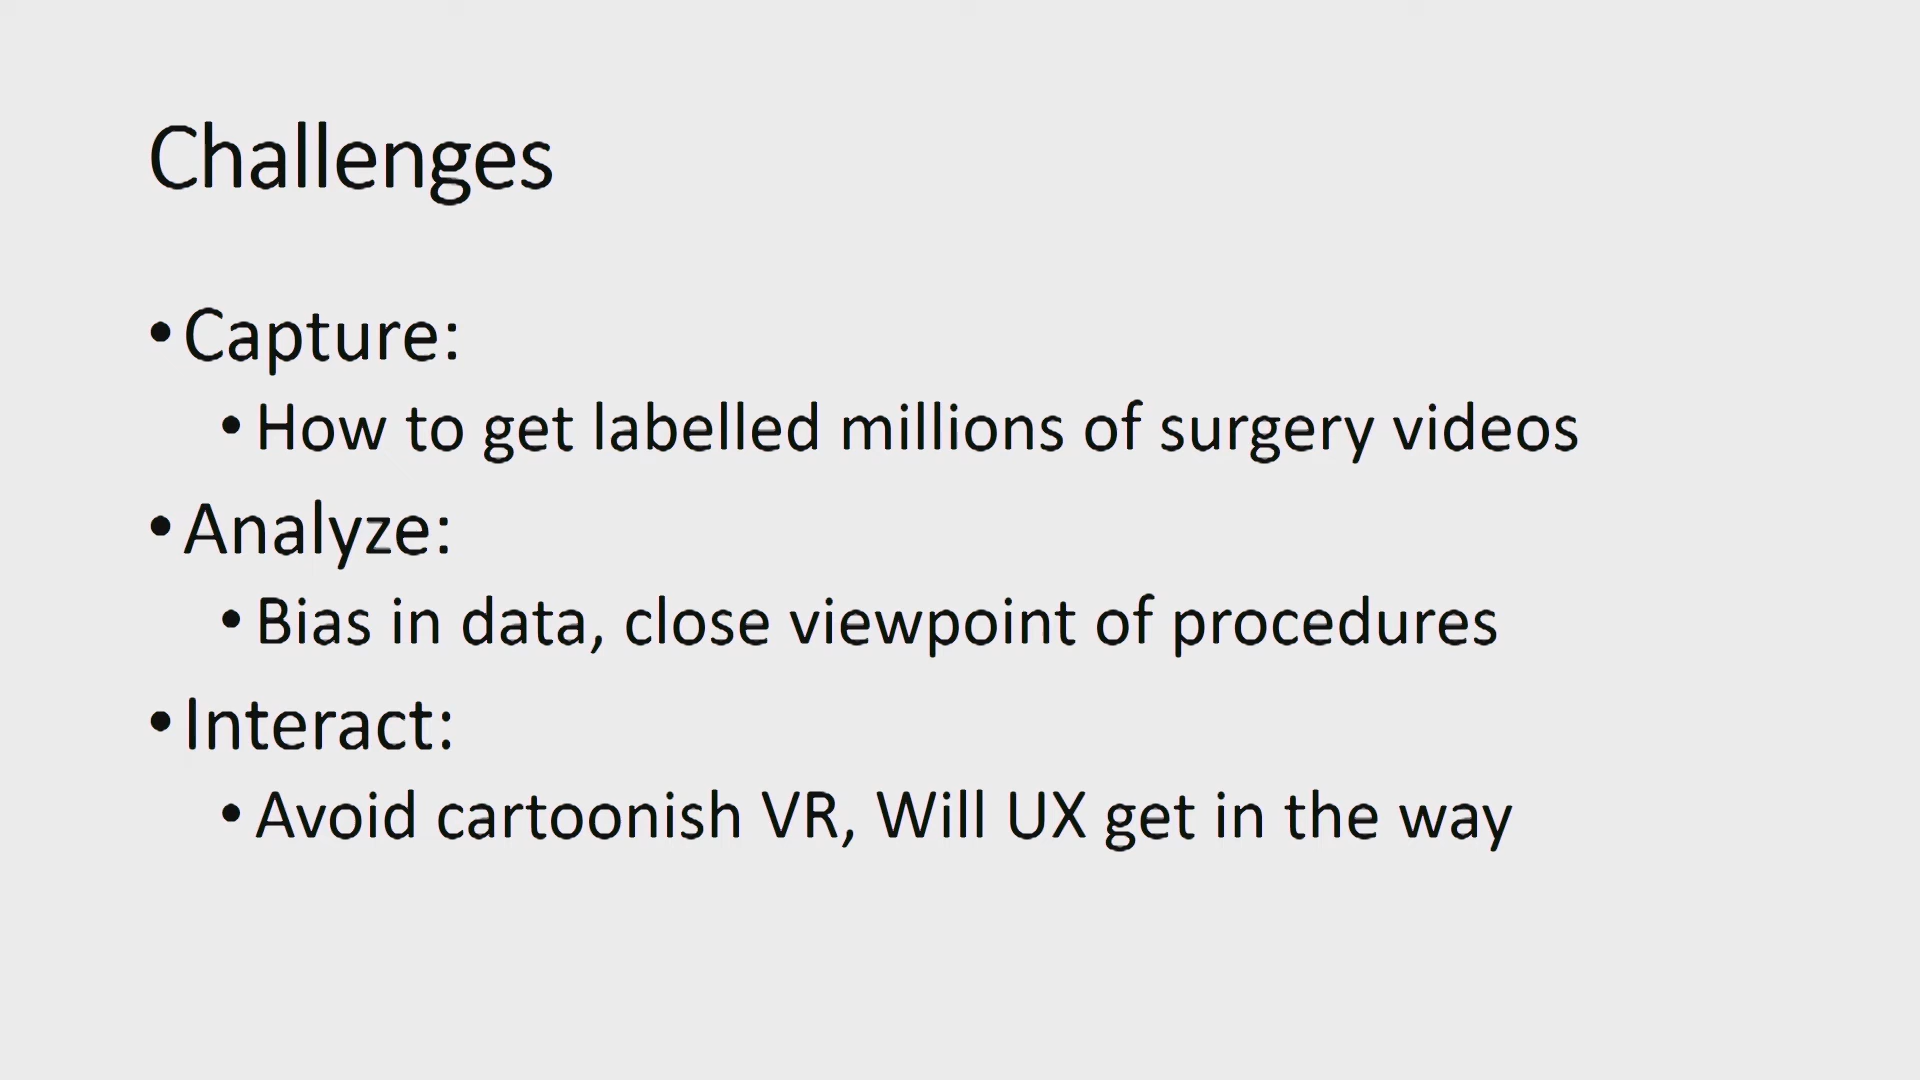 Challenges
• Capture:
• How to get labelled millions of surgery videos
• Analyze:
• Bias in data, close viewpoint of procedures
• Interact:
• Avoid cartoonish VR, Will UX get in the way